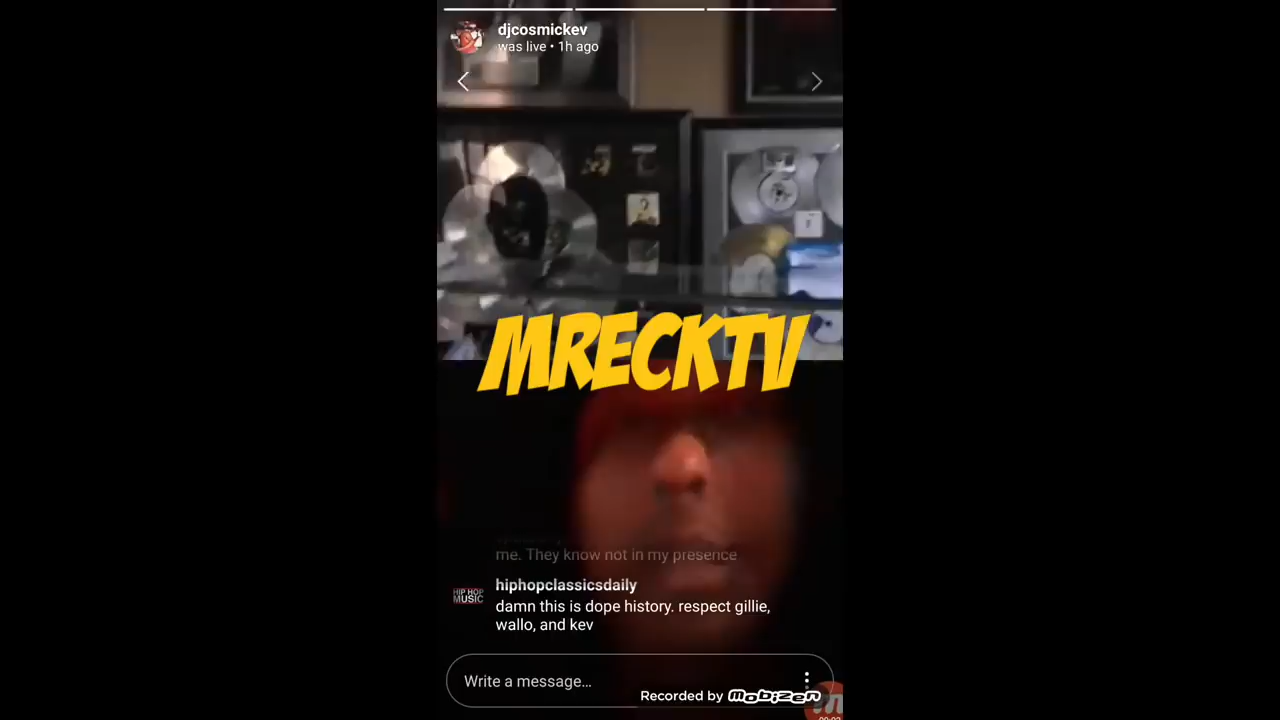 djcosmickev
was live • 1h ago
MRECKTV
me. They know not in my presence
hiphopclassicsdaily
HIP HOP
MUSIC
damn this is dope history. respect gillie,
wallo, and kev
Write a message...
Recorded by Mobizen